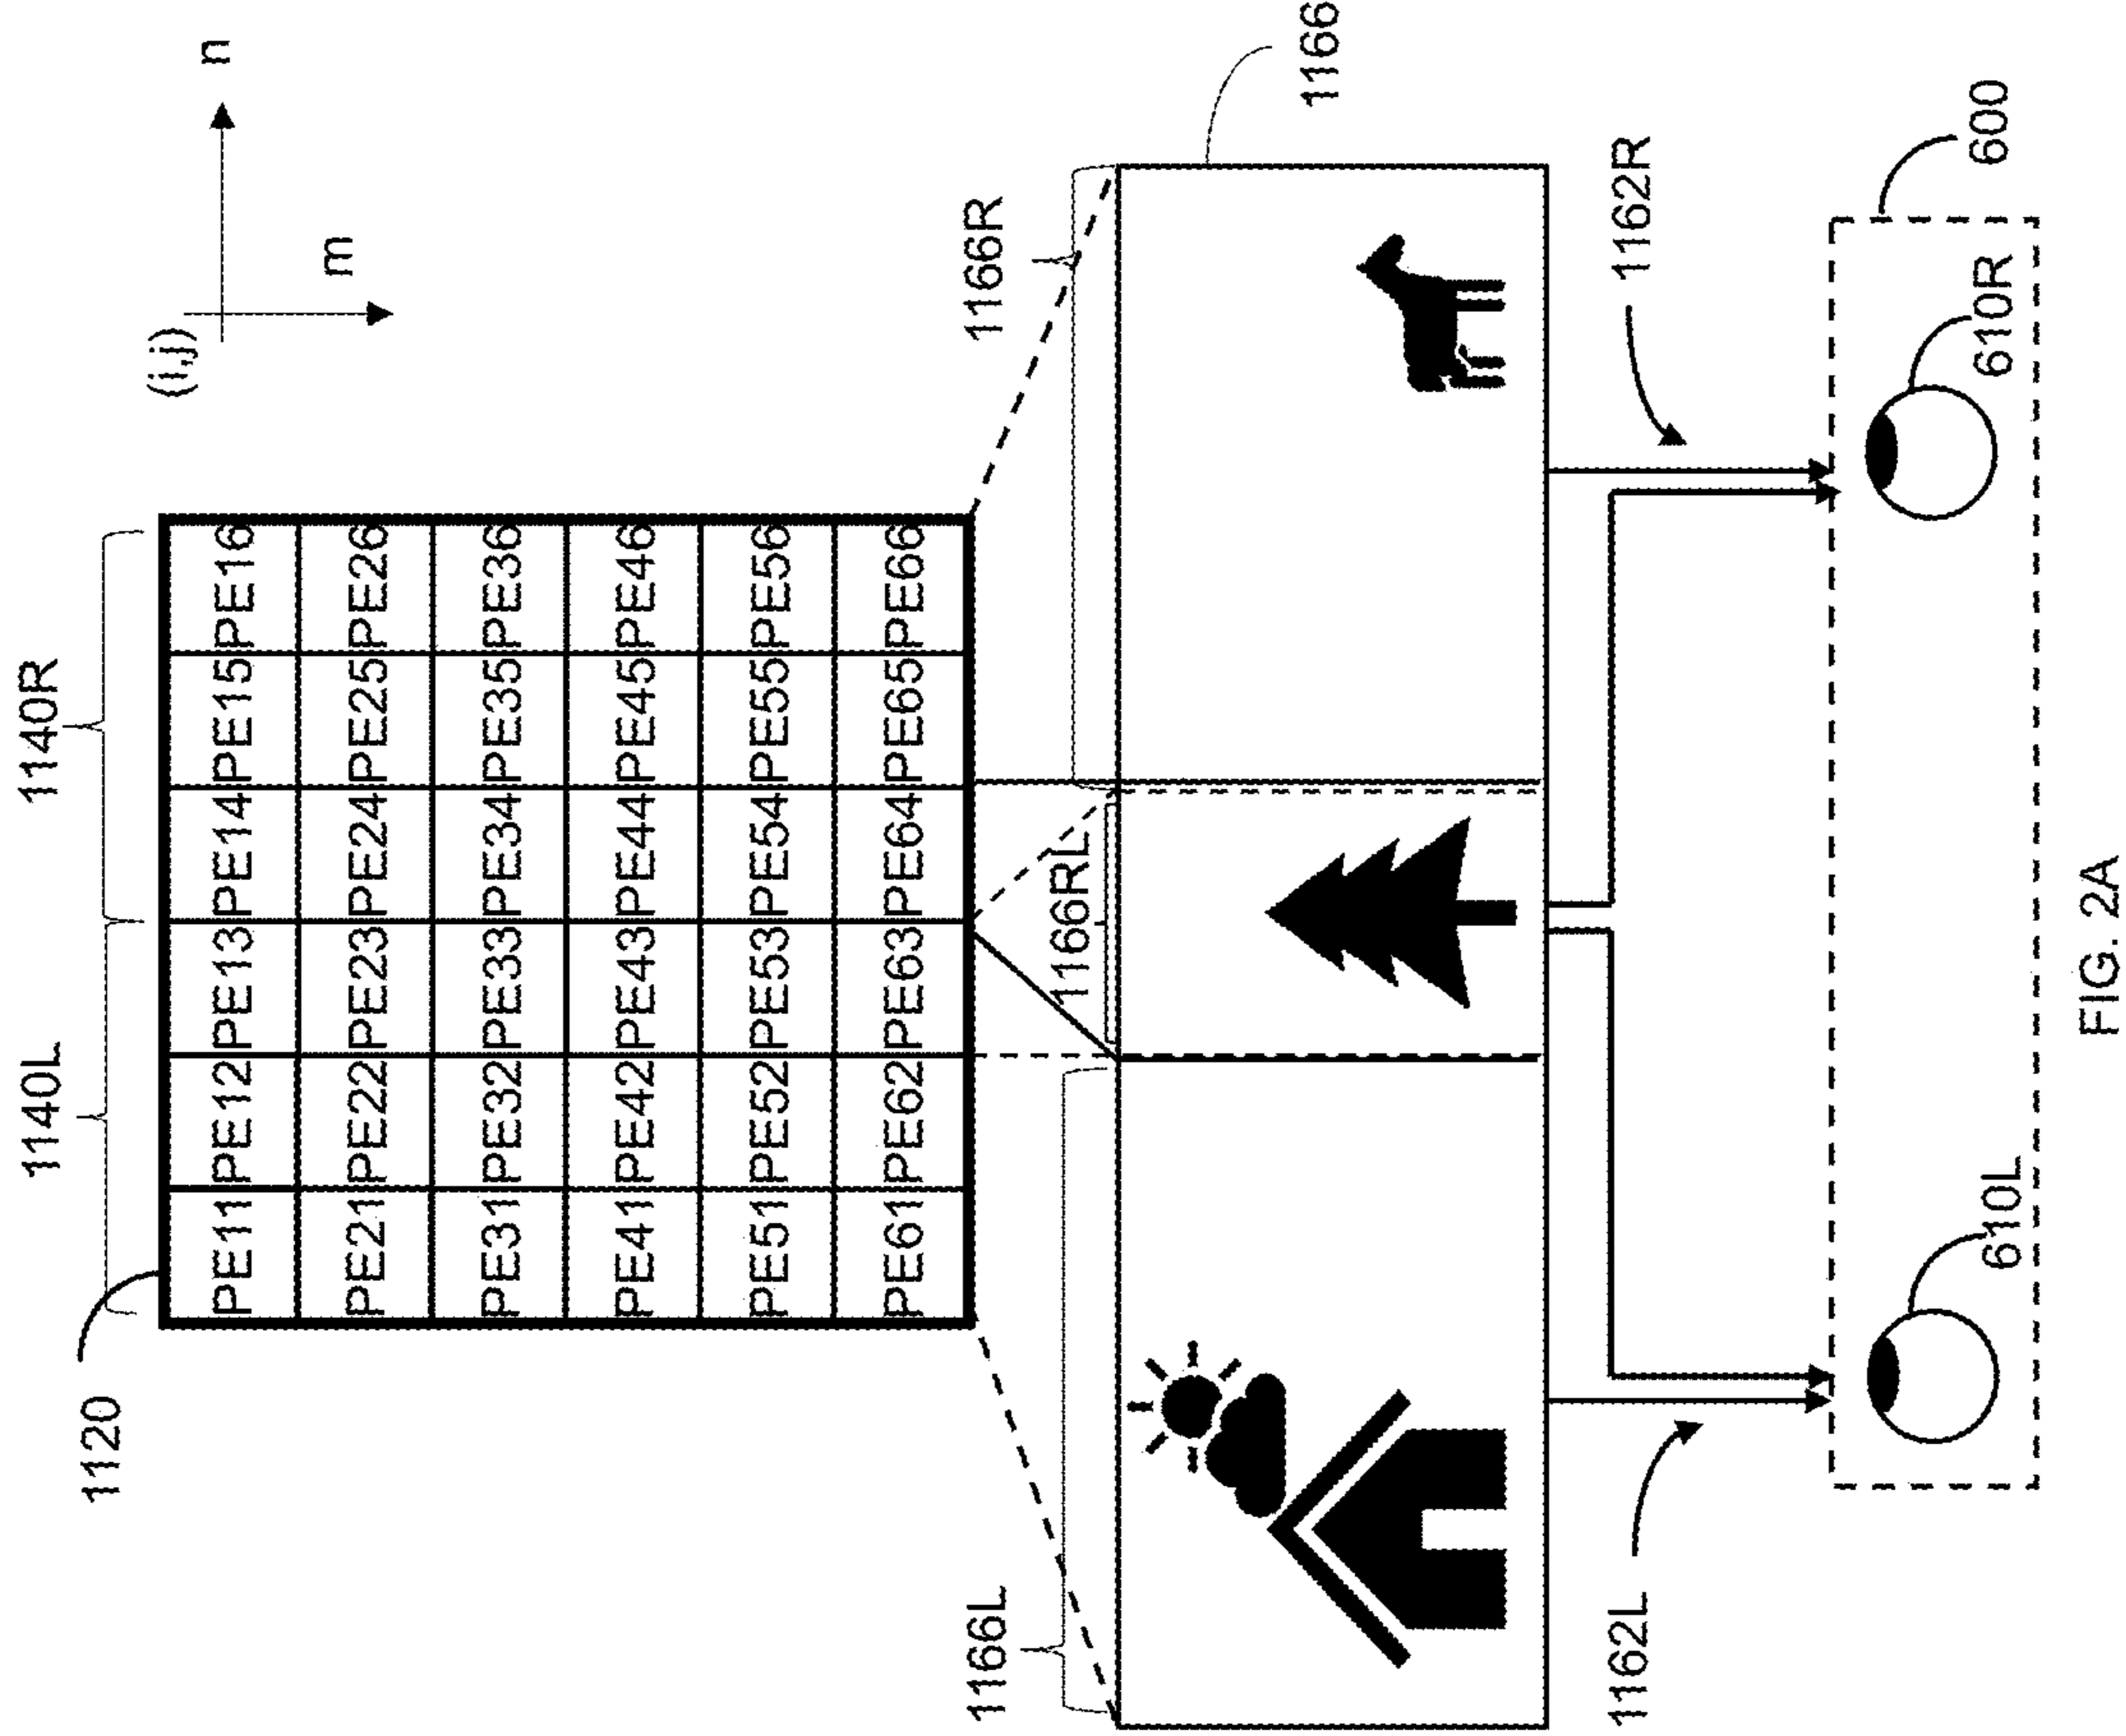 1140L
1140R
1120
(i,j)
n
m
PE11 PE12 PE13 PE14 PE15 PE16
PE21 PE22 PE23 PE24 PE25 PE26
PE31 PE32 PE33 PE34 PE35 PE36
PE41 PE42 PE43 PE44 PE45 PE46
PE51 PE52 PE53 PE54 PE55 PE56
PE61 PE62 PE63 PE64 PE65 PE66
1166L
1166R
1166RL
1166
1162L
1162R
600
610L
610R
FIG. 2A